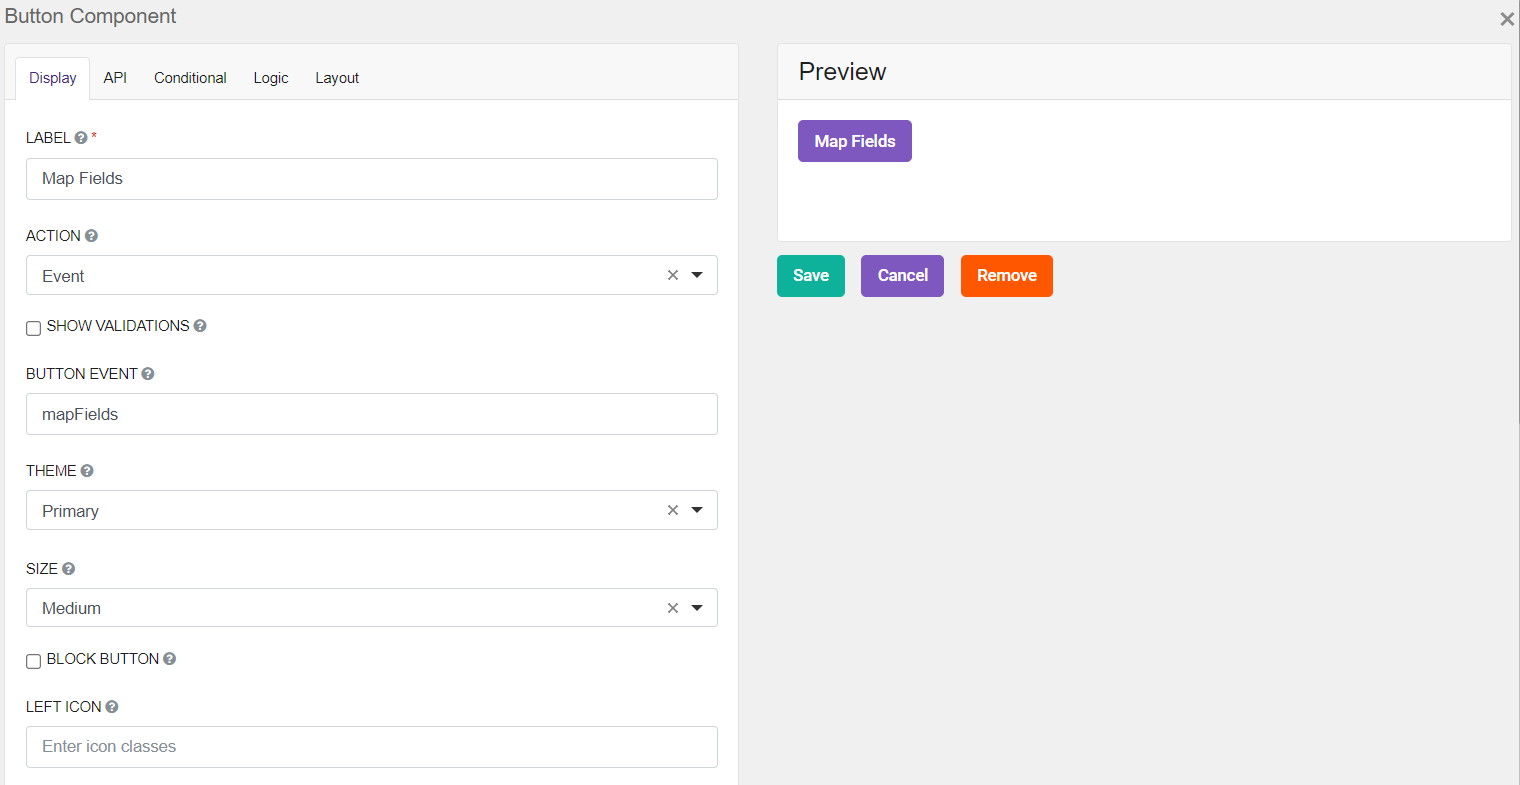 Button Component
Display API Conditional Logic Layout
LABEL *
Map Fields
ACTION
Event
SHOW VALIDATIONS
BUTTON EVENT
mapFields
THEME
Primary
SIZE
Medium
BLOCK BUTTON
LEFT ICON
Enter icon classes
Preview
Map Fields
Save Cancel Remove